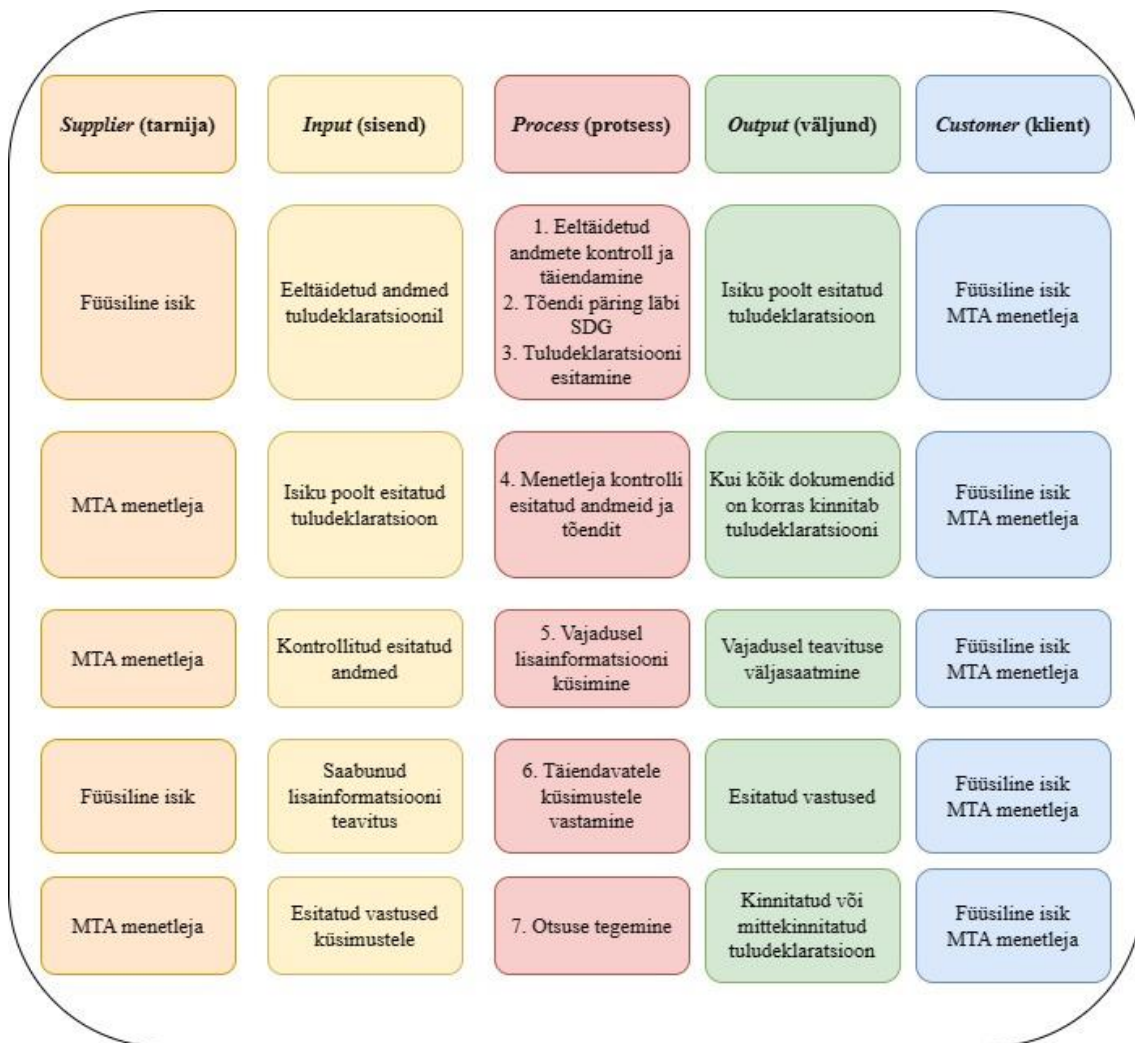 Supplier (tarnija)
Input (sisend)
Process (protsess)
Output (väljund)
Customer (klient)
Füüsiline isik
Eeltäidetud andmed
tuludeklaratsioonil
1. Eeltäidetud
andmete kontroll ja
täiendamine
2. Tõendi päring läbi
SDG
3. Tuludeklaratsiooni
esitamine
Isiku poolt esitatud
tuludeklaratsioon
Füüsiline isik
MTA menetleja
MTA menetleja
Isiku poolt esitatud
tuludeklaratsioon
4. Menetleja kontrolli
esitatud andmeid ja
tõendit
Kui kõik dokumendid
on korras kinnitab
tuludeklaratsiooni
Füüsiline isik
MTA menetleja
MTA menetleja
Kontrollitud esitatud
andmed
5. Vajadusel
lisainformatsiooni
küsimine
Vajadusel teavituse
väljasaatmine
Füüsiline isik
MTA menetleja
Füüsiline isik
Saabunud
lisainformatsiooni
teavitus
6. Täiendavatele
küsimustele
vastamine
Esitatud vastused
Füüsiline isik
MTA menetleja
MTA menetleja
Esitatud vastused
küsimustele
7. Otsuse tegemine
Kinnitatud või
mittekinnitatud
tuludeklaratsioon
Füüsiline isik
MTA menetleja